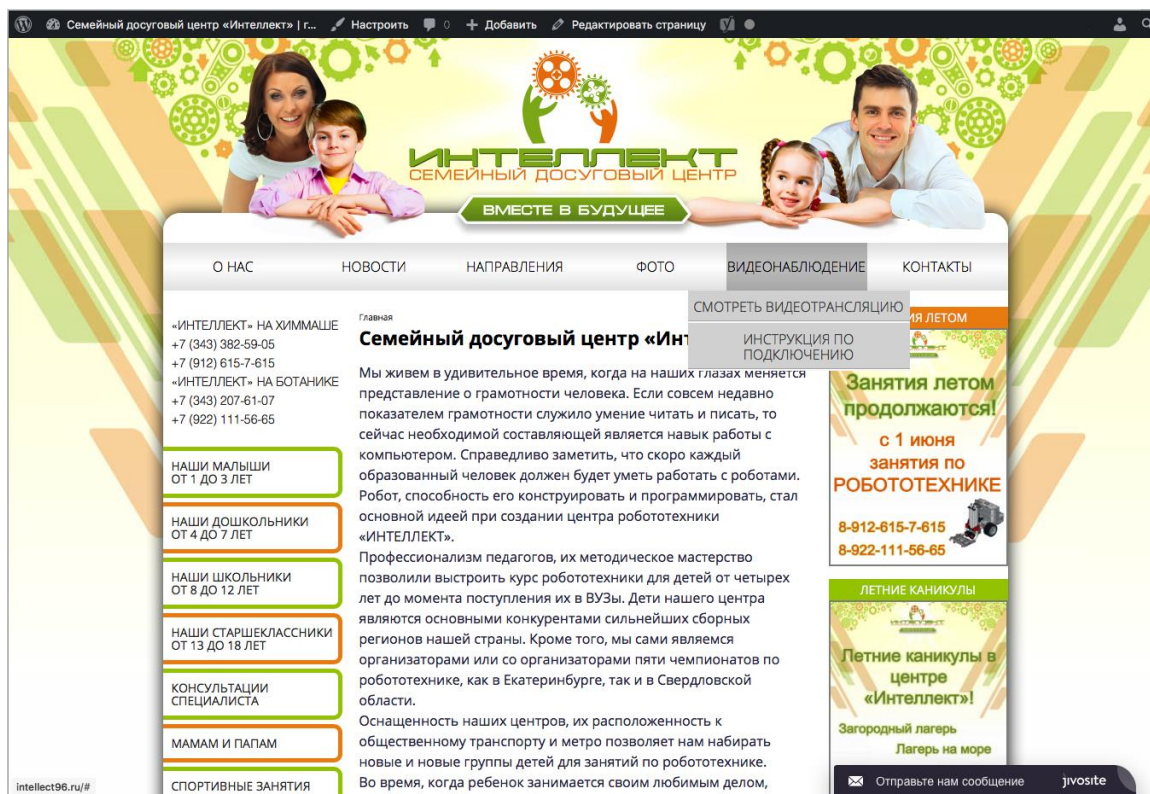 Семейный досуговый центр «Интеллект» | г... Настроить 0 Добавить Редактировать страницу
ИНТЕЛЛЕКТ
СЕМЕЙНЫЙ ДОСУГОВЫЙ ЦЕНТР
ВМЕСТЕ В БУДУЩЕЕ
О НАС НОВОСТИ НАПРАВЛЕНИЯ ФОТО ВИДЕОНАБЛЮДЕНИЕ КОНТАКТЫ
СМОТРЕТЬ ВИДЕОТРАНСЛЯЦИЮ
ИНСТРУКЦИЯ ПО
ПОДКЛЮЧЕНИЮ
«ИНТЕЛЛЕКТ» НА ХИММАШЕ
+7 (343) 382-59-05
+7 (912) 615-7-615
«ИНТЕЛЛЕКТ» НА БОТАНИКЕ
+7 (343) 207-61-07
+7 (922) 111-56-65
НАШИ МАЛЫШИ
ОТ 1 ДО 3 ЛЕТ
НАШИ ДОШКОЛЬНИКИ
ОТ 4 ДО 7 ЛЕТ
НАШИ ШКОЛЬНИКИ
ОТ 8 ДО 12 ЛЕТ
НАШИ СТАРШЕКЛАССНИКИ
ОТ 13 ДО 18 ЛЕТ
КОНСУЛЬТАЦИИ
СПЕЦИАЛИСТА
МАМАМ И ПАПАМ
СПОРТИВНЫЕ ЗАНЯТИЯ
Главная
Семейный досуговый центр
Мы живем в удивительное время, когда на наших глазах меняется
представление о грамотности человека. Если совсем недавно
показателем грамотности служило умение читать и писать, то
сейчас необходимой составляющей является навык работы с
компьютером. Справедливо заметить, что скоро каждый
образованный человек должен будет уметь работать с роботами.
Робот, способность его конструировать и программировать, стал
основной идеей при создании центра робототехники
«ИНТЕЛЛЕКТ».
Профессионализм педагогов, их методическое мастерство
позволили выстроить курс робототехники для детей от четырех
лет до момента поступления их в ВУЗы. Дети нашего центра
являются основными конкурентами сильнейших сборных
регионов нашей страны. Кроме того, мы сами являемся
организаторами или со организаторами пяти чемпионатов по
робототехнике, как в Екатеринбурге, так и в Свердловской
области.
Оснащенность наших центров, их расположенность к
общественному транспорту и метро позволяет нам набирать
новые и новые группы детей для занятий по робототехнике.
Во время, когда ребенок занимается своим любимым делом,
ЛЕТОМ
Занятия летом
продолжаются!
с 1 июня
занятия по
РОБОТОТЕХНИКЕ
8-912-615-7-615
8-922-111-56-65
ЛЕТНИЕ КАНИКУЛЫ
ИНТЕЛЛЕКТ
Летние каникулы в
центре
«Интеллект»!
Загородный лагерь
Лагерь на море
Отправьте нам сообщение jivosite
intellect96.ru/#